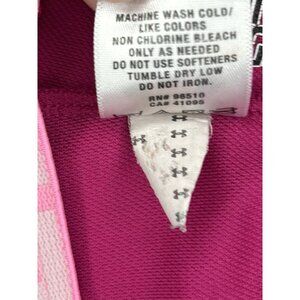 MACHINE WASH COLD/
LIKE COLORS
NON CHLORINE BLEACH
ONLY AS NEEDED
DO NOT USE SOFTENERS
TUMBLE DRY LOW
DO NOT IRON.
RN# 96510
CA# 41095